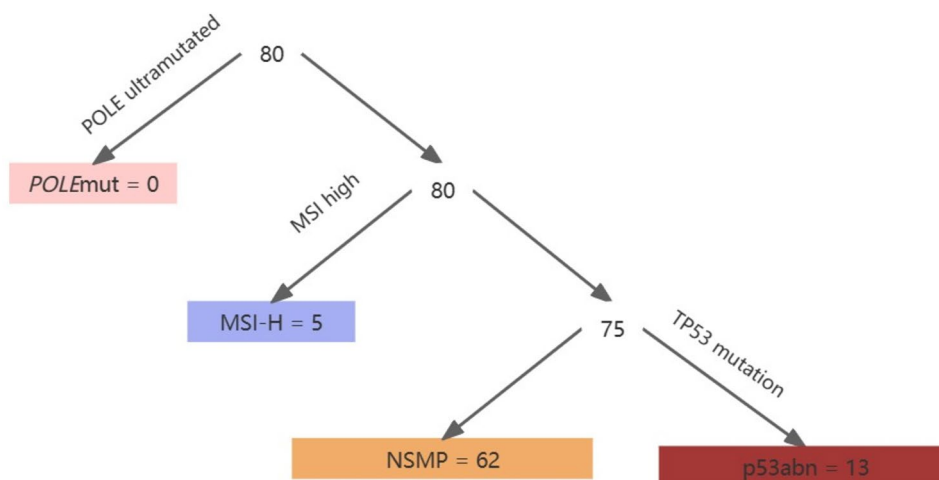 POLE ultramutated
80
POLEmut = 0
MSI high
80
MSI-H = 5
75
TP53 mutation
NSMP = 62
p53abn = 13